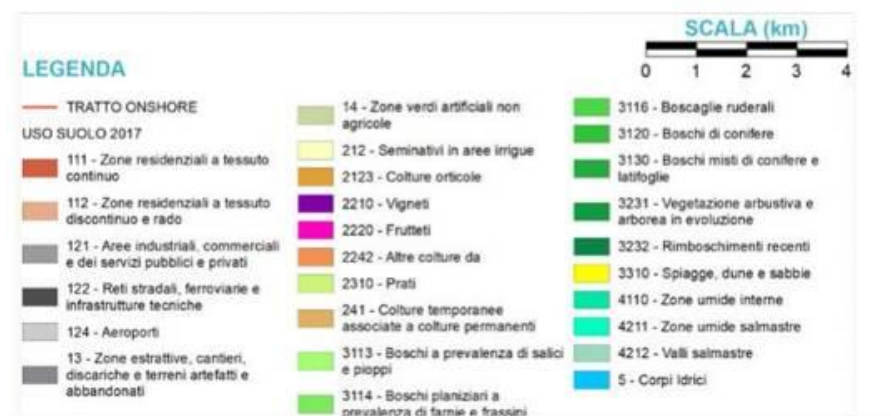 SCALA (km)
0 1 2 3 4
LEGENDA
TRATTO ONSHORE
USO SUOLO 2017
111 - Zone residenziali a tessuto
continuo
112 - Zone residenziali a tessuto
discontinuo e rado
121 - Aree industriali, commerciali
e dei servizi pubblici e privati
122 - Reti stradali, ferroviarie e
infrastrutture tecniche
124 - Aeroporti
13 - Zone estrattive, cantieri,
discariche e terreni artefatti e
abbandonati
14 - Zone verdi artificiali non
agricole
212 - Seminativi in aree irrigue
2123 - Colture orticole
2210 - Vigneti
2220 - Frutteti
2242 - Altre colture da
2310 - Prati
241 - Colture temporanee
associate a colture permanenti
3113 - Boschi a prevalenza di salici
e pioppi
3114 - Boschi planiziari a
prevalenza di farnie e frassini
3116 - Boscaglie ruderali
3120 - Boschi di conifere
3130 - Boschi misti di conifere e
latifoglie
3231 - Vegetazione arbustiva e
arborea in evoluzione
3232 - Rimboschimenti recenti
3310 - Spiagge, dune e sabbie
4110 - Zone umide interne
4211 - Zone umide salmastre
4212 - Valli salmastre
5 - Corpi Idrici